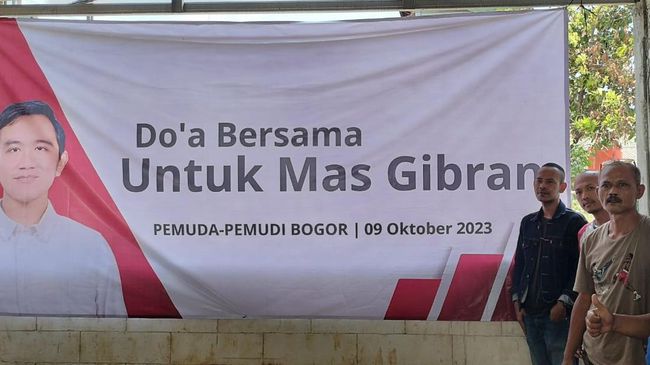 Do'a Bersama
Untuk Mas Gibran
PEMUDA-PEMUDI BOGOR | 09 Oktober 2023